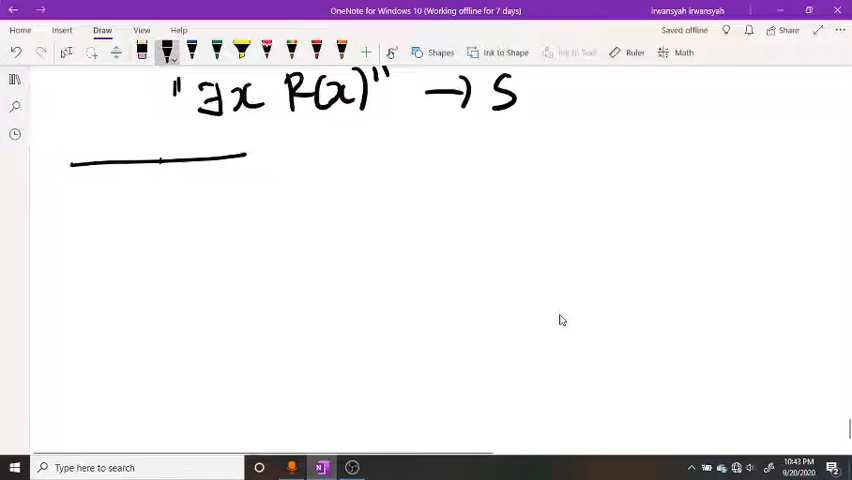 OneNote for Windows 10 (Working offline for 7 days)
irwansyah irwansyah
Home Insert Draw View Help
Saved offline Share
Shapes Ink to Shape Ink to Text Ruler Math
"∃x R(x)" → S
Type here to search
10:43 PM
9/20/2020
2